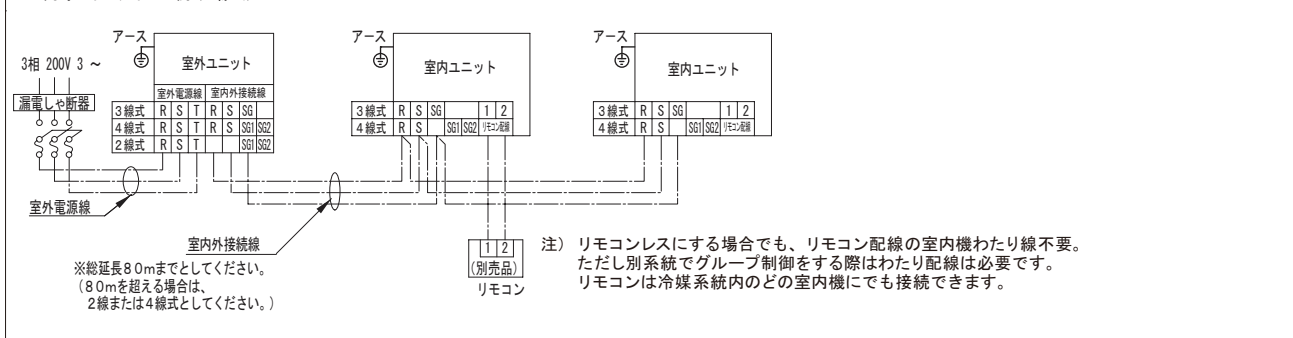 アース
3相 200V 3 ~
漏電しゃ断器
室外ユニット
室外電源線 室内外接続線
3線式 R S T R S SG
4線式 R S T R S SG1 SG2
2線式 R S T SG1 SG2
室外電源線
室内外接続線
※総延長80mまでとしてください。
(80mを超える場合は、
2線または4線式としてください。)
アース
室内ユニット
3線式 R S SG 1 2
4線式 R S SG1 SG2 リモコン配線
1 2
(別売品)
リモコン
アース
室内ユニット
3線式 R S SG 1 2
4線式 R S SG1 SG2 リモコン配線
注) リモコンレスにする場合でも、リモコン配線の室内機わたり線不要。
ただし別系統でグループ制御をする際はわたり配線は必要です。
リモコンは冷媒系統内のどの室内機にでも接続できます。